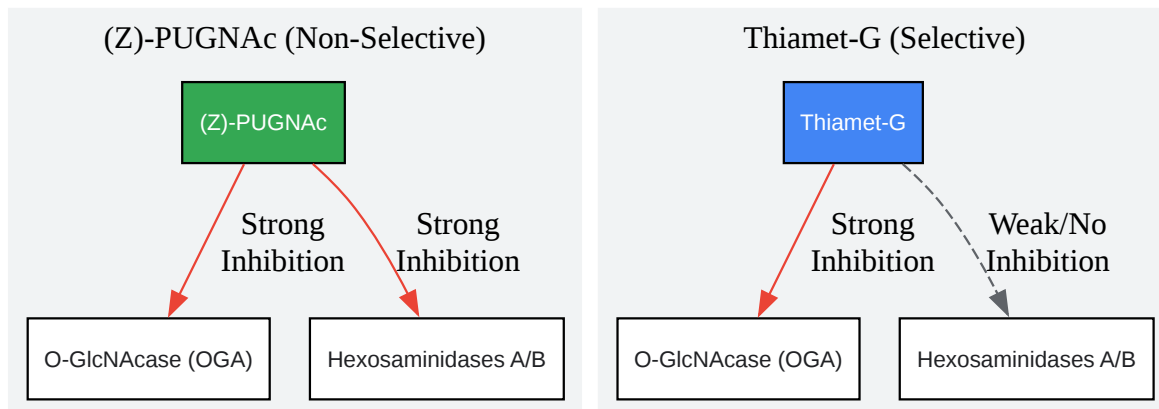 (Z)-PUGNAc (Non-Selective)
(Z)-PUGNAc
Strong
Inhibition
Strong
Inhibition
O-GlcNAcase (OGA)
Hexosaminidases A/B
Thiamet-G (Selective)
Thiamet-G
Strong
Inhibition
Weak/No
Inhibition
O-GlcNAcase (OGA)
Hexosaminidases A/B